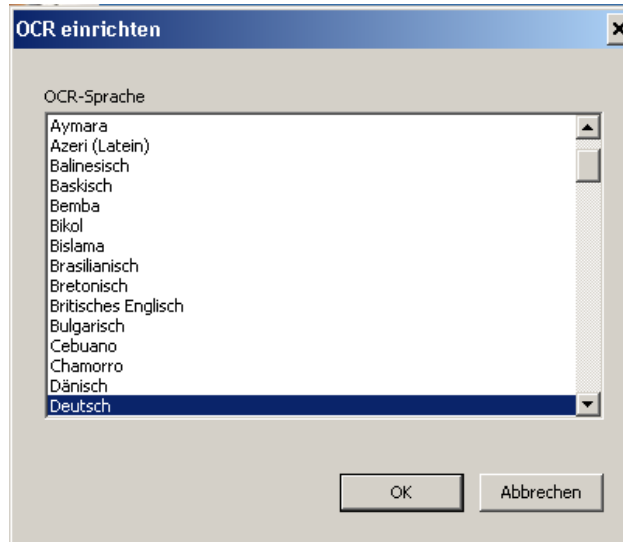 OCR einrichten
OCR-Sprache
Aymara
Azeri (Latein)
Balinesisch
Baskisch
Bemba
Bikol
Bislama
Brasilianisch
Bretonisch
Britisches Englisch
Bulgarisch
Cebuano
Chamorro
Dänisch
Deutsch
OK Abbrechen